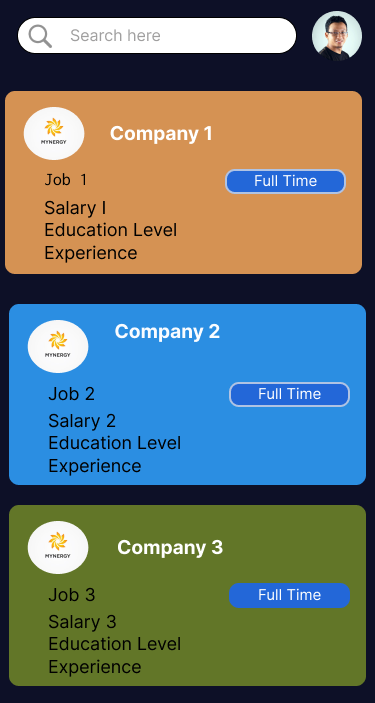 Search here
MYNERGY
Company 1
Job 1
Full Time
Salary I
Education Level
Experience
MYNERGY
Company 2
Job 2
Full Time
Salary 2
Education Level
Experience
MYNERGY
Company 3
Job 3
Full Time
Salary 3
Education Level
Experience